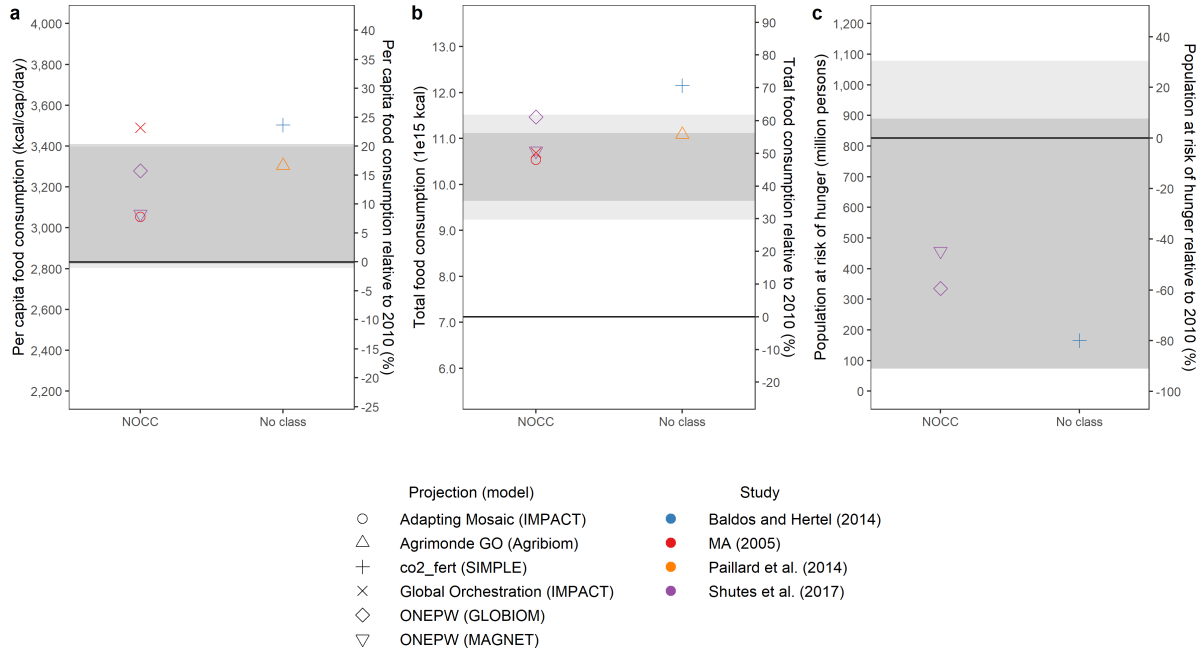 a
Per capita food consumption (kcal/cap/day)
4,000
3,800
3,600
3,400
3,200
3,000
2,800
2,600
2,400
2,200
NOCC
No class
40
35
30
25
20
15
10
5
0
-5
-10
-15
-20
-25
Per capita food consumption relative to 2010 (%)
b
Total food consumption (1e15 kcal)
13.0
12.0
11.0
10.0
9.0
8.0
7.0
6.0
NOCC
No class
90
80
70
60
50
40
30
20
10
0
-10
-20
Total food consumption relative to 2010 (%)
c
Population at risk of hunger (million persons)
1,200
1,100
1,000
900
800
700
600
500
400
300
200
100
0
NOCC
No class
40
20
0
-20
-40
-60
-80
-100
Population at risk of hunger relative to 2010 (%)
Projection (model)
Adapting Mosaic (IMPACT)
Agrimonde GO (Agribiom)
co2_fert (SIMPLE)
Global Orchestration (IMPACT)
ONEPW (GLOBIOM)
ONEPW (MAGNET)
Study
Baldos and Hertel (2014)
MA (2005)
Paillard et al. (2014)
Shutes et al. (2017)